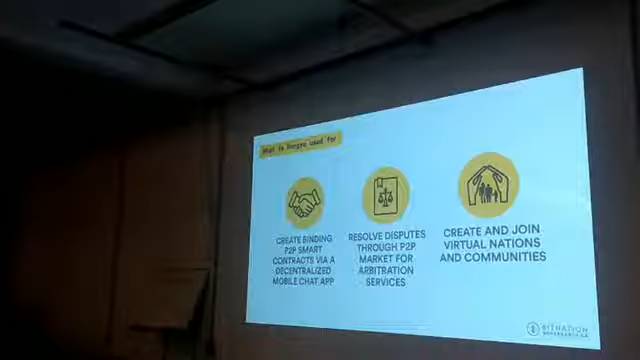 What is Pangea used for
CREATE BINDING
P2P SMART
CONTRACTS VIA A
DECENTRALIZED
MOBILE CHAT APP
RESOLVE DISPUTES
THROUGH P2P
MARKET FOR
ARBITRATION
SERVICES
CREATE AND JOIN
VIRTUAL NATIONS
AND COMMUNITIES
BITNATION